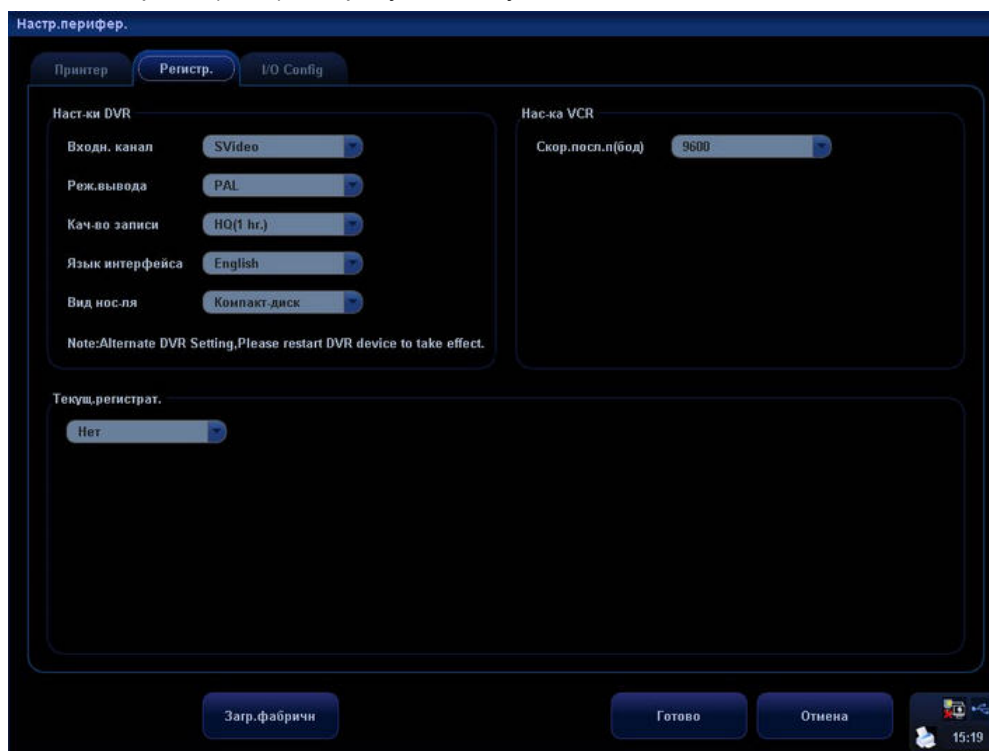 Настр.перифер.
Принтер Регистр. I/O Config
Наст-ки DVR
Входн. канал SVideo
Реж.вывода PAL
Кач-во записи HQ(1 hr.)
Язык интерфейса English
Вид нос-ля Компакт-диск
Note:Alternate DVR Setting,Please restart DVR device to take effect.
Нас-ка VCR
Скор.посл.п(бод) 9600
Текущ.регистрат.
Нет
Загр.фабричн Готово Отмена
15:19